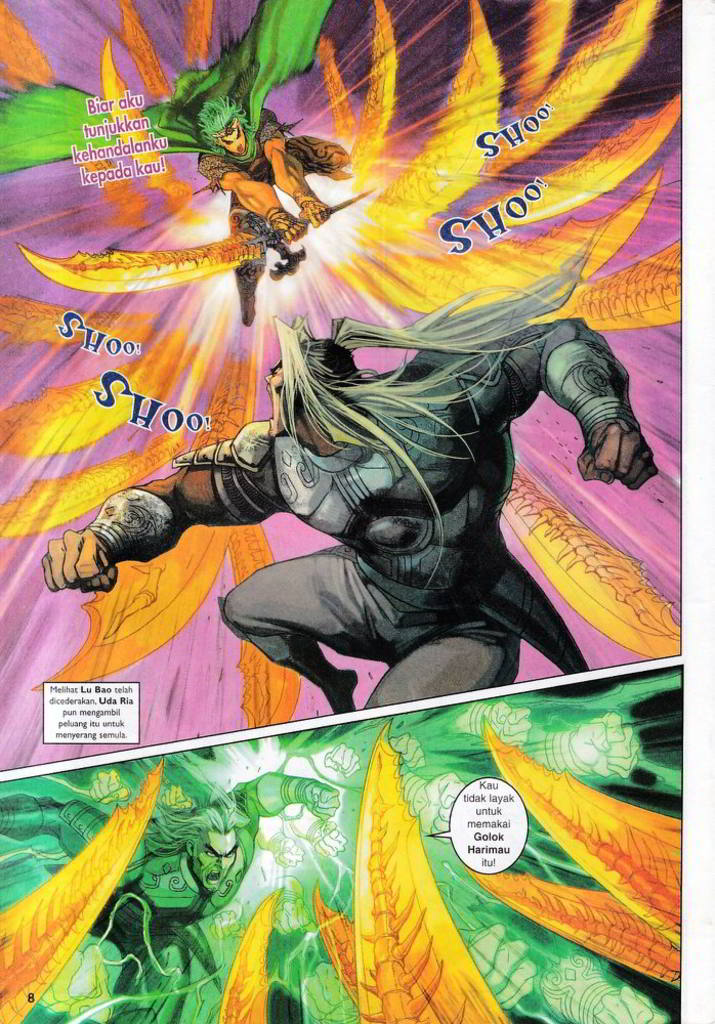 Biar aku
tunjukkan
kehandalanku
kepada kau!
SHOO!
SHOO!
SHOO!
SHOO!
Melihat Lu Bao telah
dicederakan, Uda Ria
pun mengambil
peluang itu untuk
menyerang semula.
Kau
tidak layak
untuk
memakai
Golok
Harimau
itu!
8